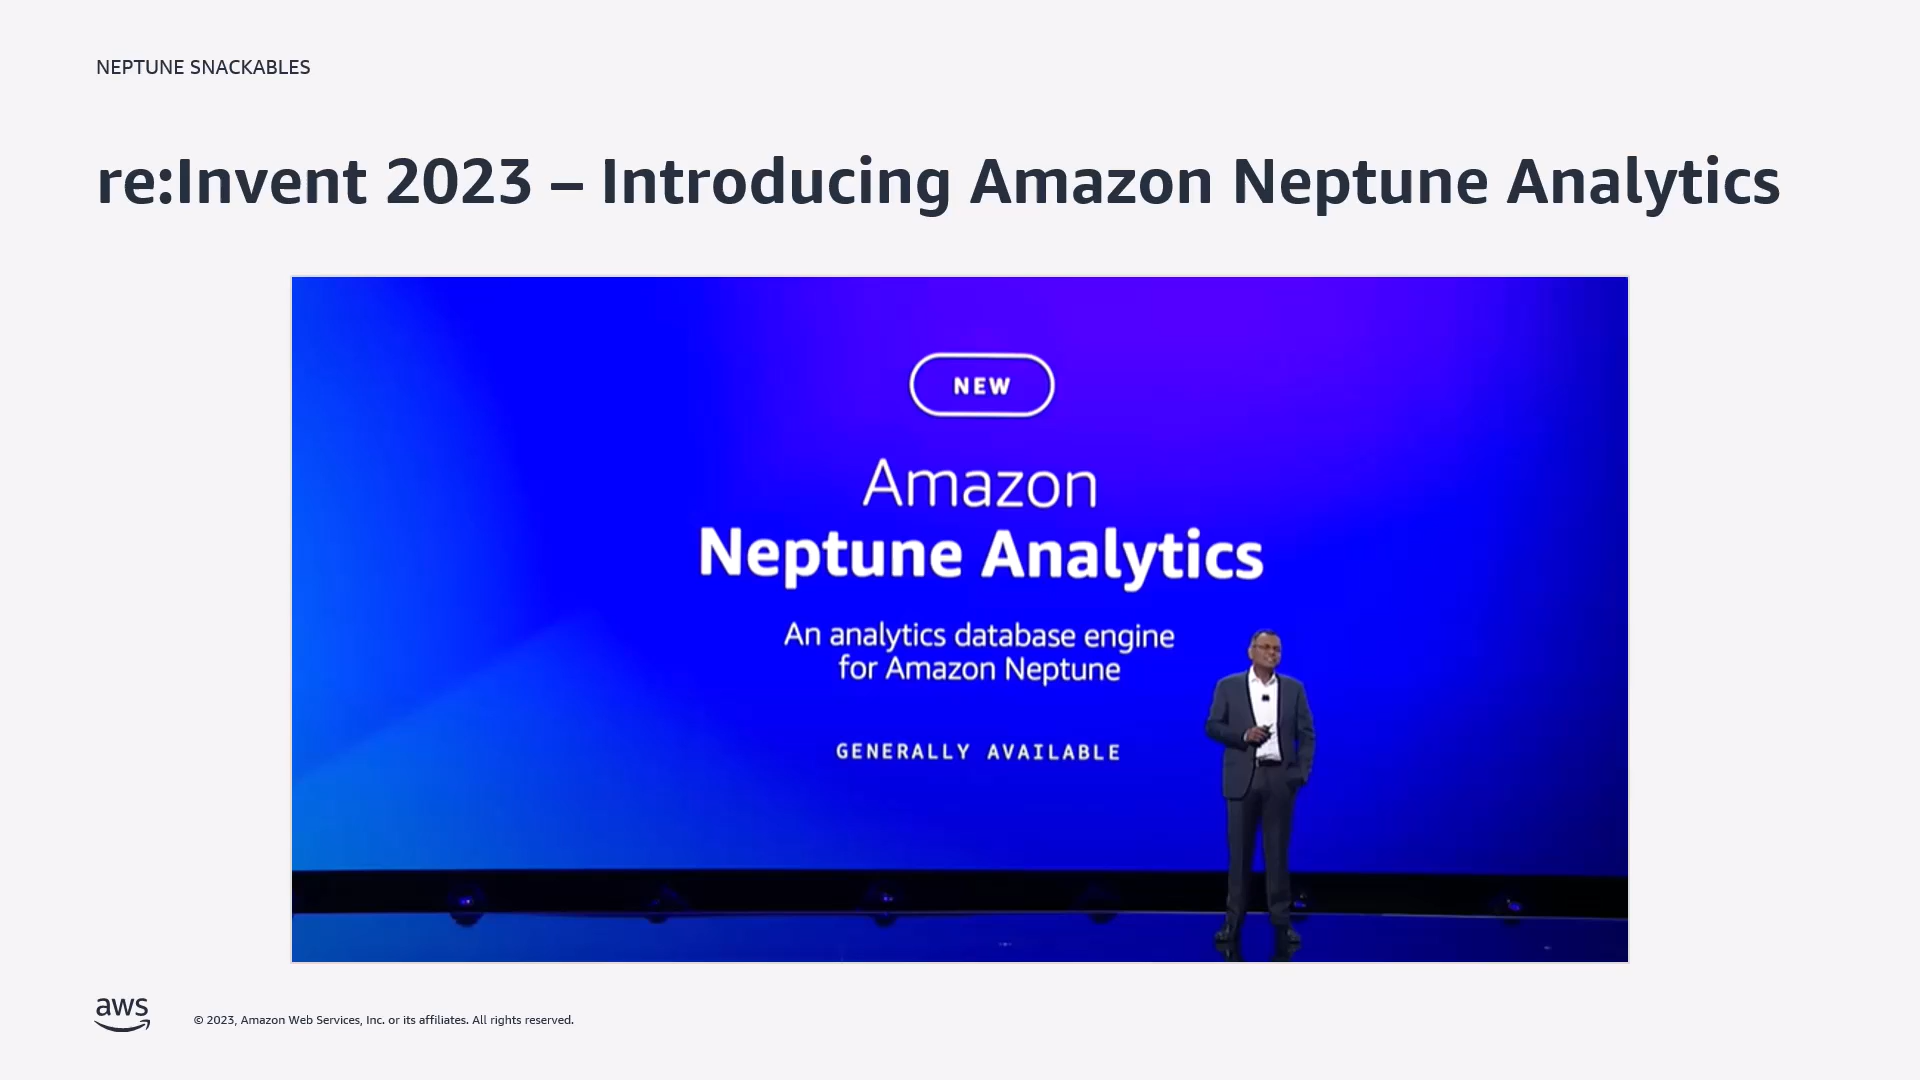 NEPTUNE SNACKABLES
re:Invent 2023 – Introducing Amazon Neptune Analytics
NEW
Amazon
Neptune Analytics
An analytics database engine
for Amazon Neptune
GENERALLY AVAILABLE
aws
© 2023, Amazon Web Services, Inc. or its affiliates. All rights reserved.